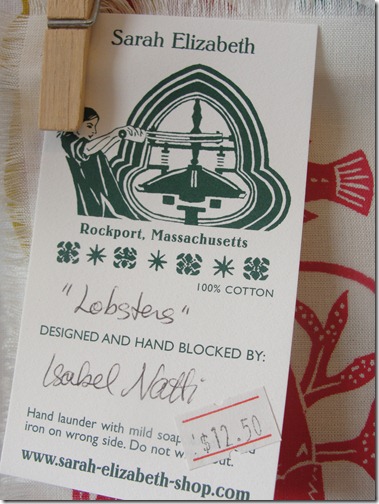 Sarah Elizabeth
Rockport, Massachusetts
100% COTTON
"Lobsters"
DESIGNED AND HAND BLOCKED BY:
Isabel Natti
Hand launder with mild soap
$12.50
iron on wrong side. Do not w out.
www.sarah-elizabeth-shop.com